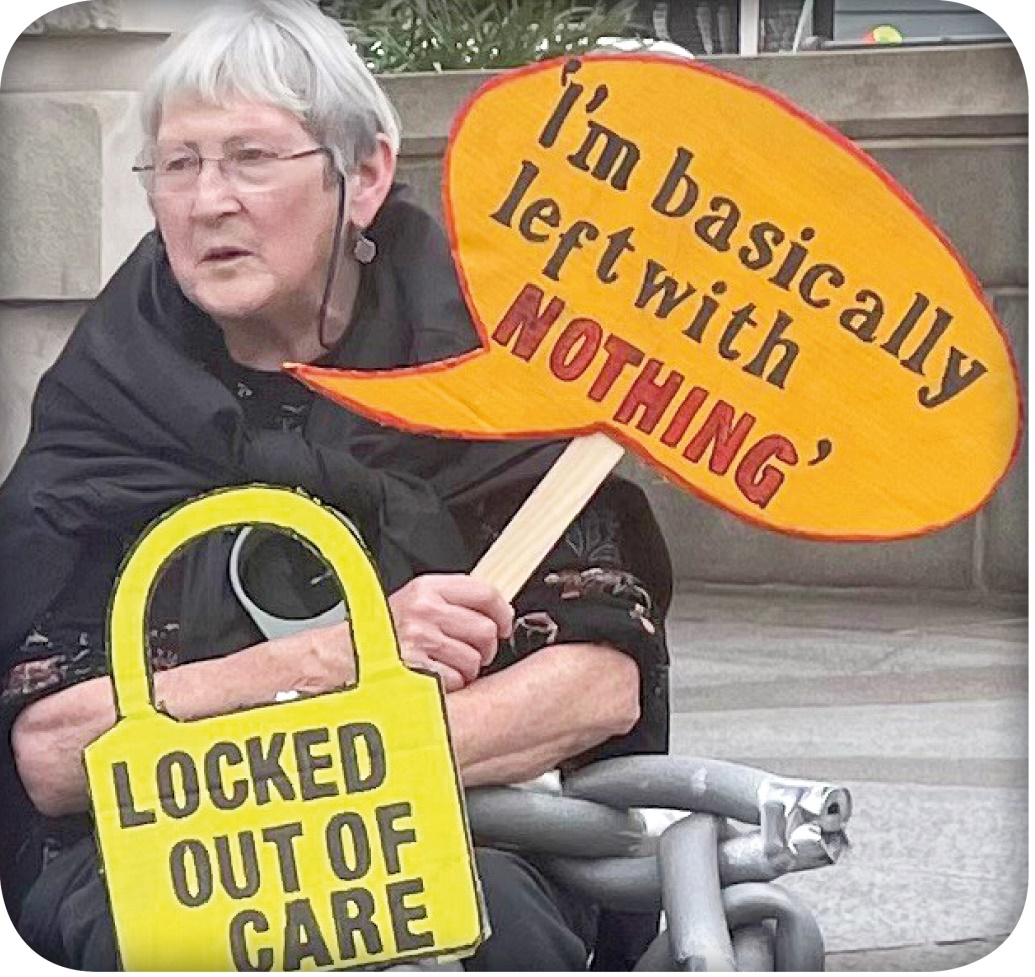 'I'm basically
left with
NOTHING'
LOCKED
OUT OF
CARE